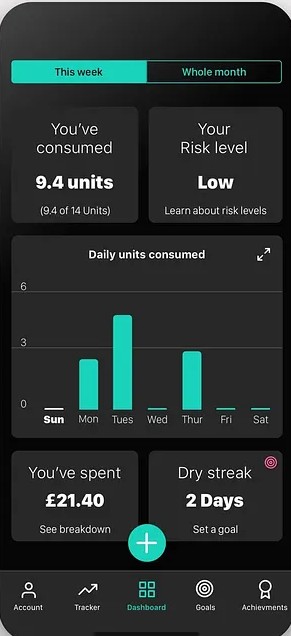 This week Whole month
You've
consumed
9.4 units
(9.4 of 14 Units)
Your
Risk level
Low
Learn about risk levels
Daily units consumed
6
3
0
Sun Mon Tues Wed Thur Fri Sat
You've spent
£21.40
See breakdown
Dry streak
2 Days
Set a goal
Account Tracker Dashboard Goals Achievments